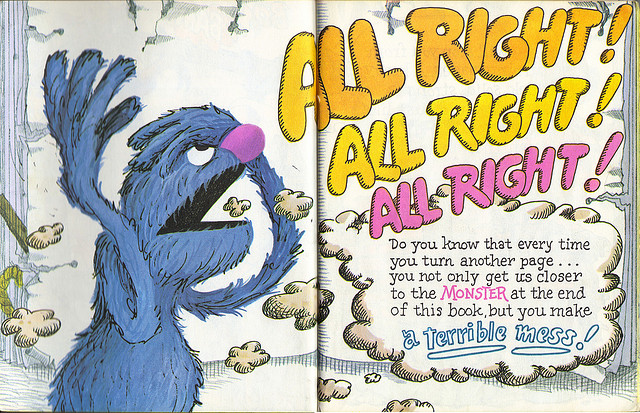 ALL RIGHT!
ALL RIGHT!
ALL RIGHT!
Do you know that every time
you turn another page...
you not only get us closer
to the MONSTER at the end
of this book, but you make
a terrible mess!